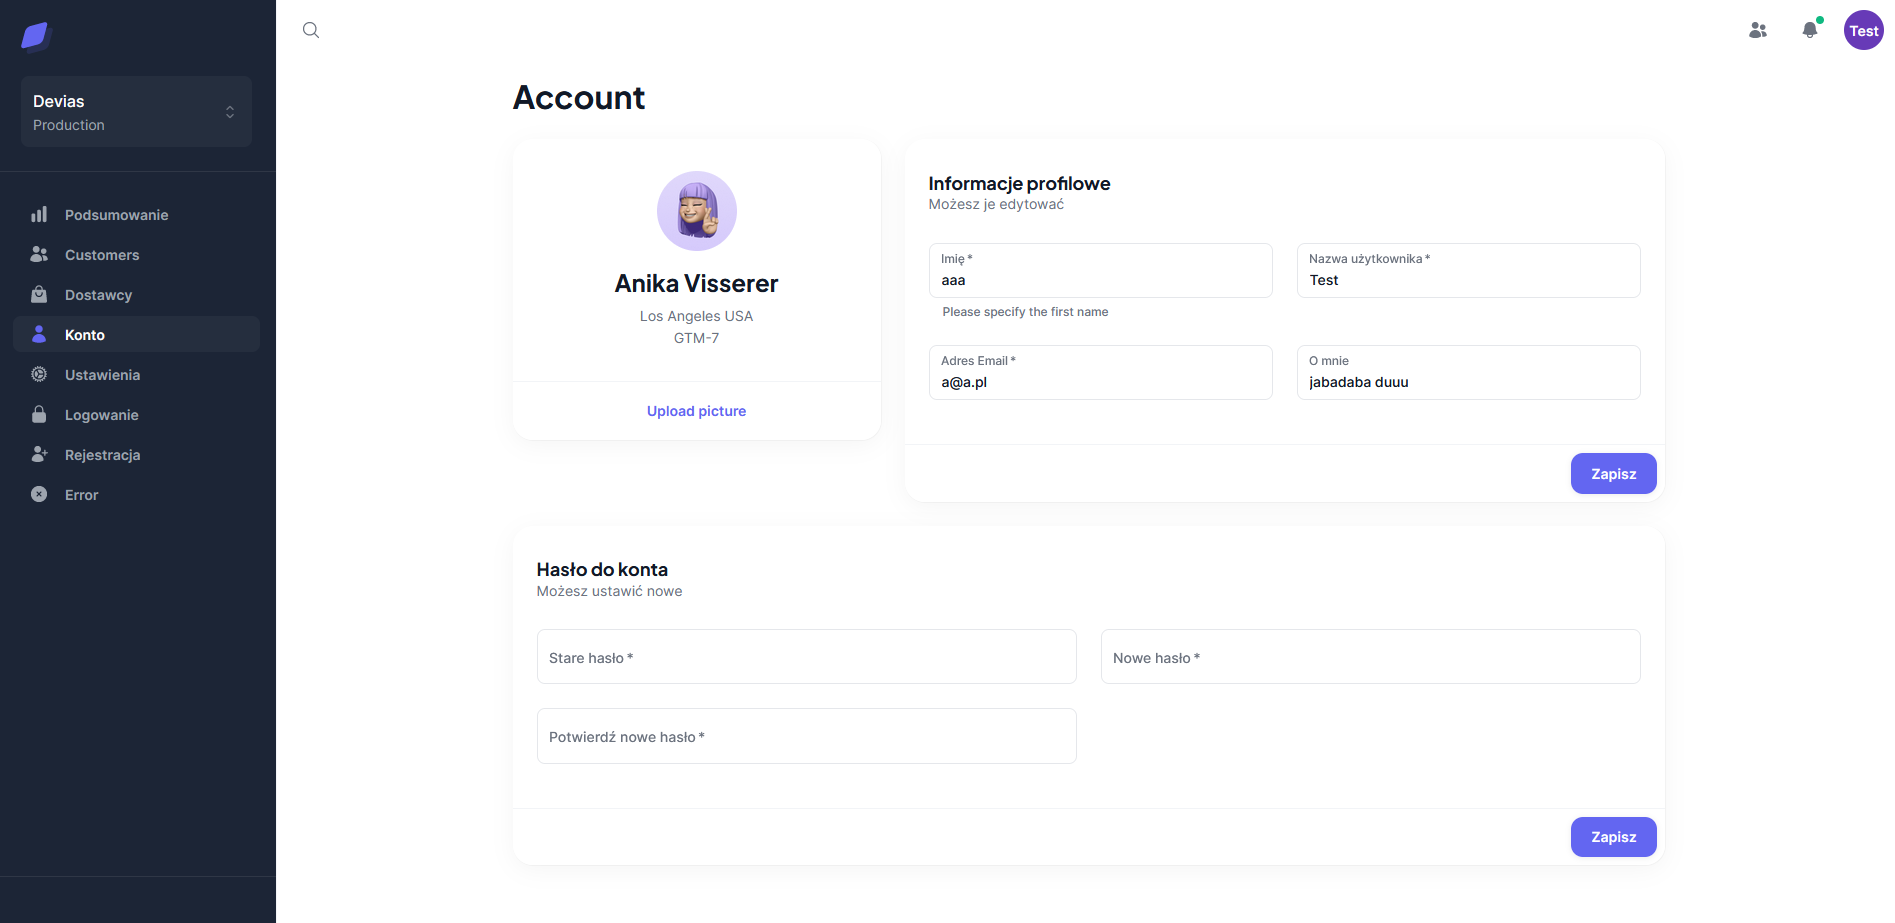 Devias
Production
Podsumowanie
Customers
Dostawcy
Konto
Ustawienia
Logowanie
Rejestracja
Error
Test
Account
Anika Visserer
Los Angeles USA
GTM-7
Upload picture
Informacje profilowe
Możesz je edytować
Imię *
aaa
Please specify the first name
Nazwa użytkownika *
Test
Adres Email *
a@a.pl
O mnie
jabadaba duuu
Zapisz
Hasło do konta
Możesz ustawić nowe
Stare hasło *
Nowe hasło *
Potwierdź nowe hasło *
Zapisz